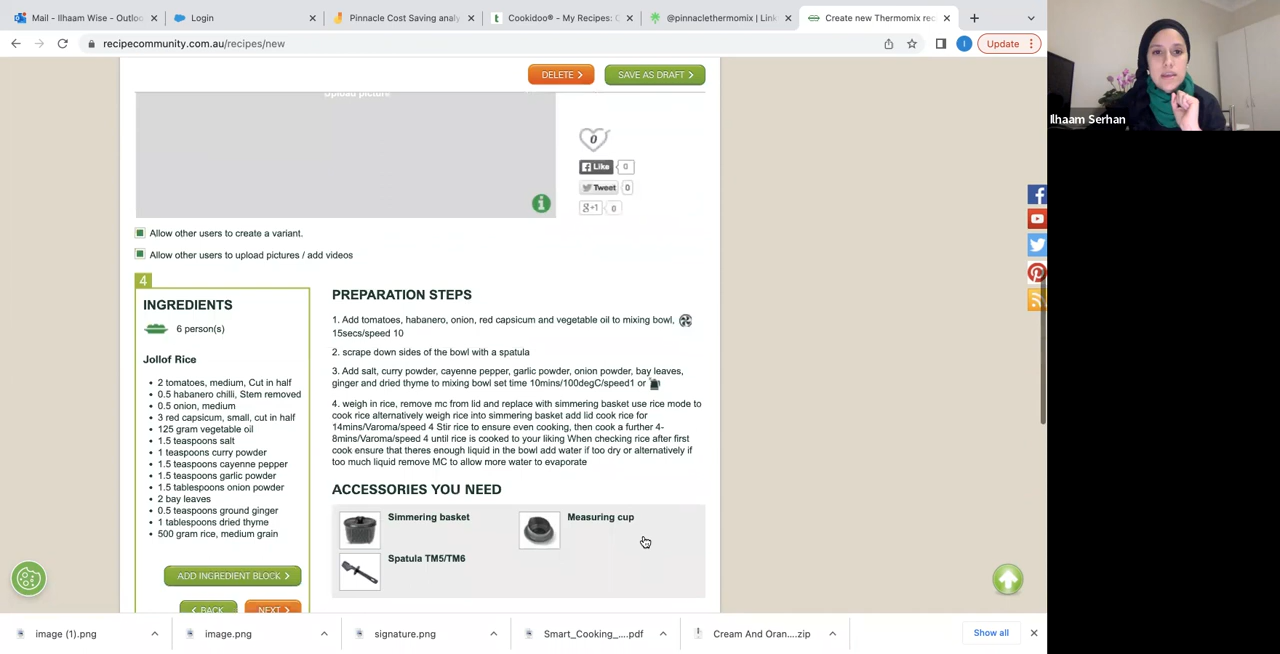 Mail - Ilhaam Wise - Outloo
Login
Pinnacle Cost Saving analy
Cookidoo® - My Recipes: C
@pinnaclethermomix | Link
Create new Thermomix rec
recipecommunity.com.au/recipes/new
Update
Ilhaam Serhan
DELETE
SAVE AS DRAFT
Upload picture
0
Like 0
Tweet 0
g+1 0
Allow other users to create a variant.
Allow other users to upload pictures / add videos
4
INGREDIENTS
6 person(s)
Jollof Rice
• 2 tomatoes, medium, Cut in half
• 0.5 habanero chilli, Stem removed
• 0.5 onion, medium
• 3 red capsicum, small, cut in half
• 125 gram vegetable oil
• 1.5 teaspoons salt
• 1 teaspoons curry powder
• 1.5 teaspoons cayenne pepper
• 1.5 teaspoons garlic powder
• 1.5 tablespoons onion powder
• 2 bay leaves
• 0.5 teaspoons ground ginger
• 1 tablespoons dried thyme
• 500 gram rice, medium grain
ADD INGREDIENT BLOCK
BACK
NEXT
PREPARATION STEPS
1. Add tomatoes, habanero, onion, red capsicum and vegetable oil to mixing bowl,
15secs/speed 10
2. scrape down sides of the bowl with a spatula
3. Add salt, curry powder, cayenne pepper, garlic powder, onion powder, bay leaves,
ginger and dried thyme to mixing bowl set time 10mins/100degC/speed1 or
4. weigh in rice, remove mc from lid and replace with simmering basket use rice mode to
cook rice alternatively weigh rice into simmering basket add lid cook rice for
14mins/Varoma/speed 4 Stir rice to ensure even cooking, then cook a further 4-
8mins/Varoma/speed 4 until rice is cooked to your liking When checking rice after first
cook ensure that theres enough liquid in the bowl add water if too dry or alternatively if
too much liquid remove MC to allow more water to evaporate
ACCESSORIES YOU NEED
Simmering basket
Measuring cup
Spatula TM5/TM6
image (1).png
image.png
signature.png
Smart_Cooking_....pdf
Cream And Oran....zip
Show all